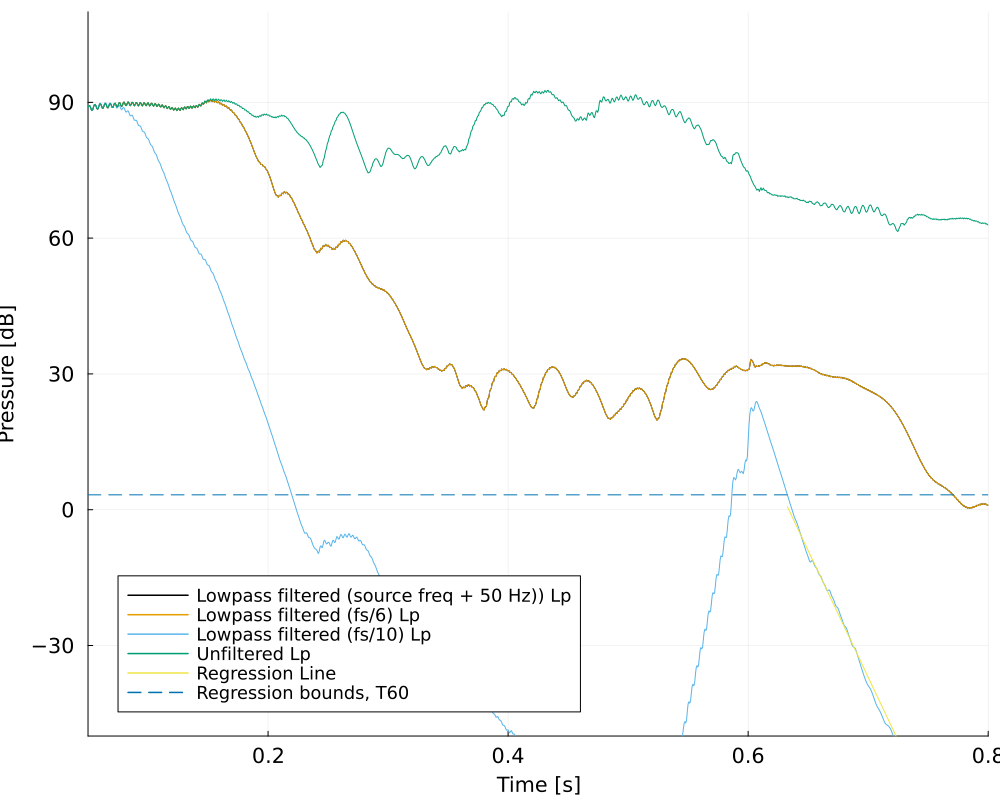 90
60
30
0
−30
Pressure [dB]
Lowpass filtered (source freq + 50 Hz)) Lp
Lowpass filtered (fs/6) Lp
Lowpass filtered (fs/10) Lp
Unfiltered Lp
Regression Line
Regression bounds, T60
0.2
0.4
0.6
0.8
Time [s]